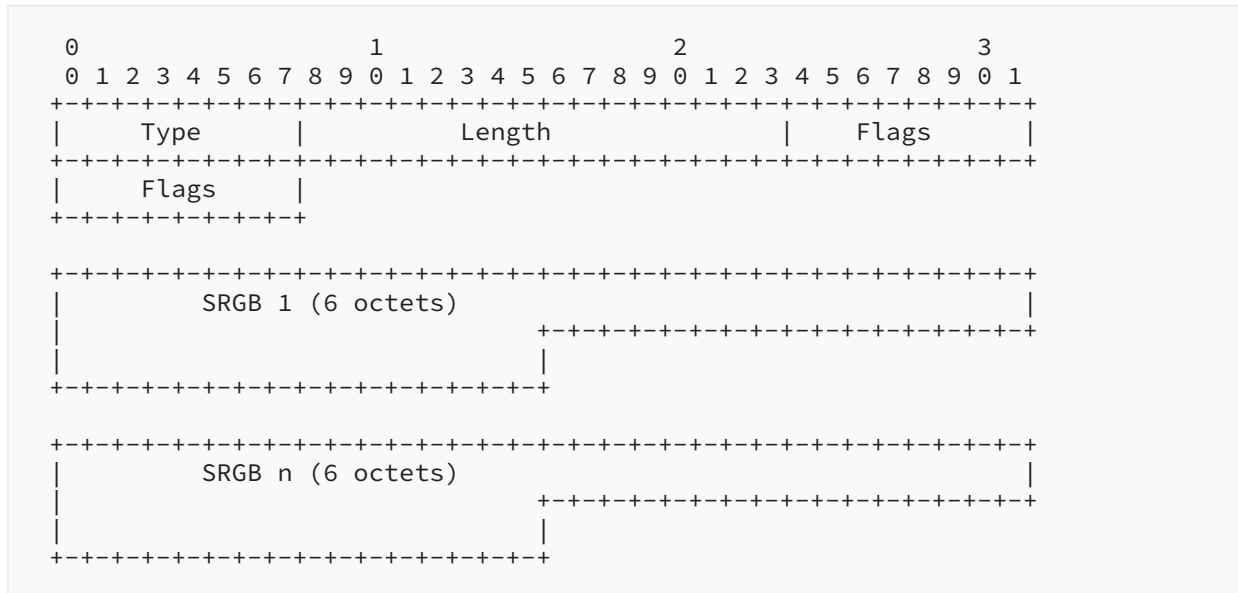 0                   1                   2                   3
 0 1 2 3 4 5 6 7 8 9 0 1 2 3 4 5 6 7 8 9 0 1 2 3 4 5 6 7 8 9 0 1
+-+-+-+-+-+-+-+-+-+-+-+-+-+-+-+-+-+-+-+-+-+-+-+-+-+-+-+-+-+-+-+-+
|     Type      |          Length               |     Flags     |
+-+-+-+-+-+-+-+-+-+-+-+-+-+-+-+-+-+-+-+-+-+-+-+-+-+-+-+-+-+-+-+-+
|     Flags     |
+-+-+-+-+-+-+-+-+

+-+-+-+-+-+-+-+-+-+-+-+-+-+-+-+-+-+-+-+-+-+-+-+-+-+-+-+-+-+-+-+-+
|         SRGB 1 (6 octets)                                     |
|                               +-+-+-+-+-+-+-+-+-+-+-+-+-+-+-+-+
|                               |
+-+-+-+-+-+-+-+-+-+-+-+-+-+-+-+-+

+-+-+-+-+-+-+-+-+-+-+-+-+-+-+-+-+-+-+-+-+-+-+-+-+-+-+-+-+-+-+-+-+
|         SRGB n (6 octets)                                     |
|                               +-+-+-+-+-+-+-+-+-+-+-+-+-+-+-+-+
|                               |
+-+-+-+-+-+-+-+-+-+-+-+-+-+-+-+-+